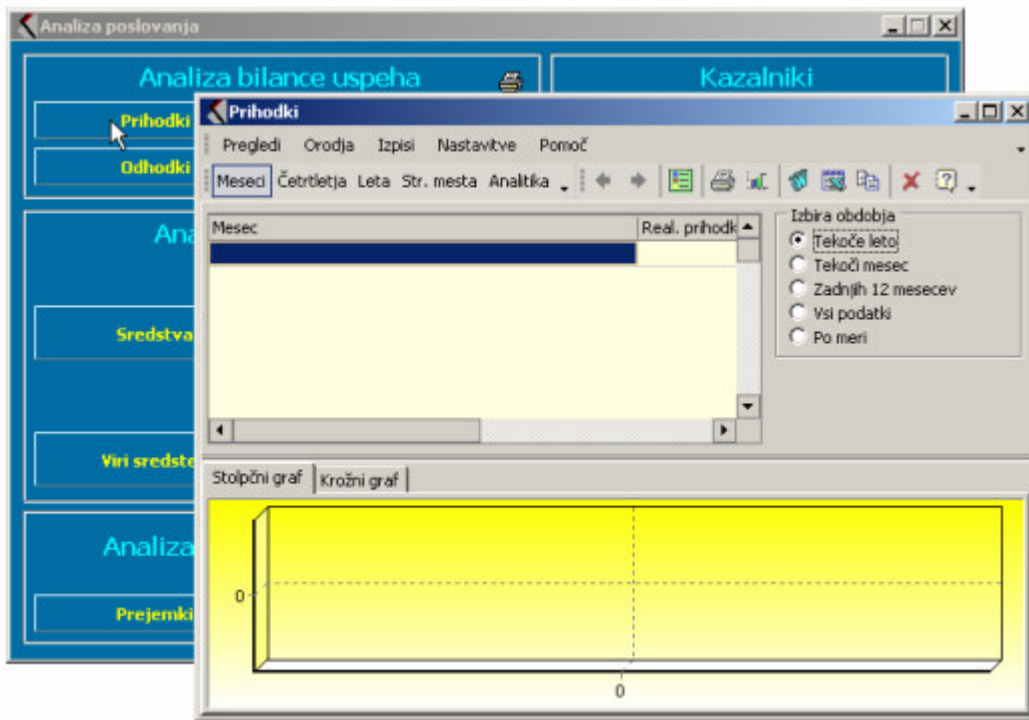 Analiza poslovanja
Analiza bilance uspeha
Kazalniki
Prihodki
Odhodki
Ana
Sredstva
Viri sredste
Analiza
Prejemki
Prihodki
Pregledi Orodja Izpisi Nastavitve Pomoč
Meseci Četrtletja Leta Str. mesta Analitika
Mesec Real. prihodk
Izbira obdobja
Tekoče leto
Tekoči mesec
Zadnjih 12 mesecev
Vsi podatki
Po meri
Stolpčni graf Krožni graf
0
0